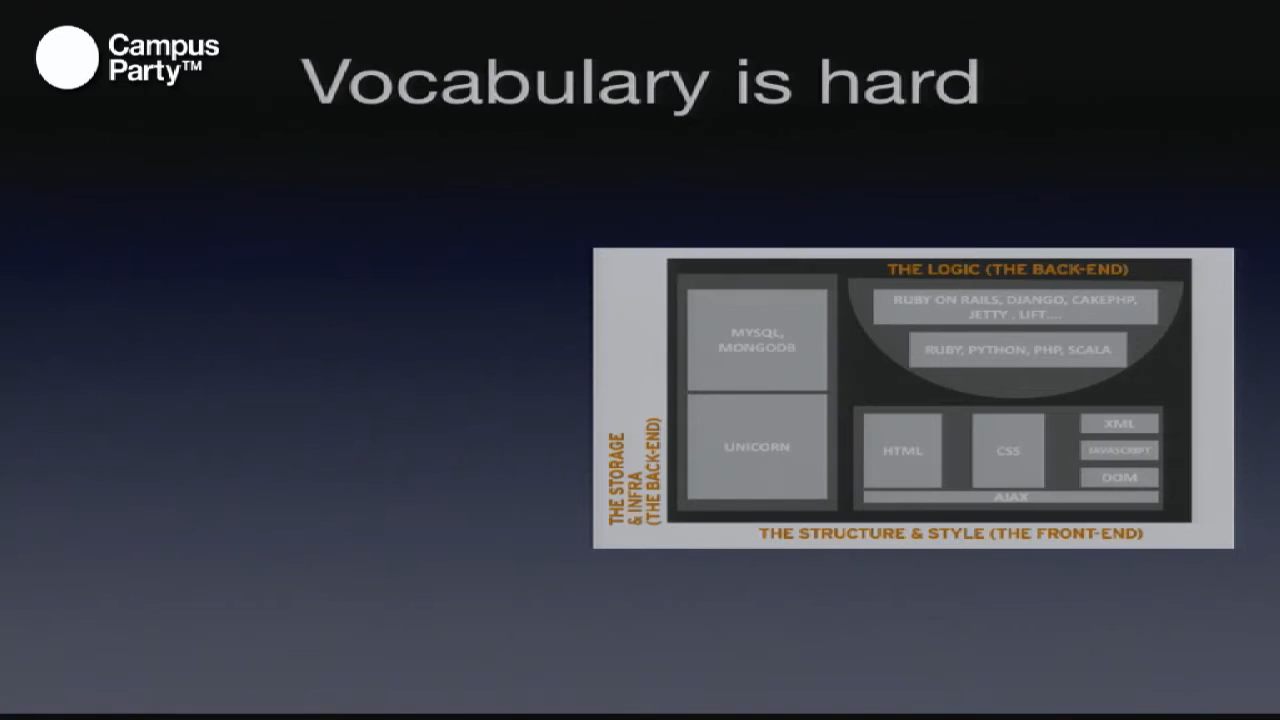 Campus
Party™
Vocabulary is hard
THE LOGIC (THE BACK-END)
RUBY ON RAILS, DJANGO, CAKEPHP,
JETTY , LIFT....
RUBY, PYTHON, PHP, SCALA
MYSQL,
MONGODB
UNICORN
HTML
CSS
XML
JAVASCRIPT
DOM
AJAX
THE STORAGE
& INFRA
(THE BACK-END)
THE STRUCTURE & STYLE (THE FRONT-END)